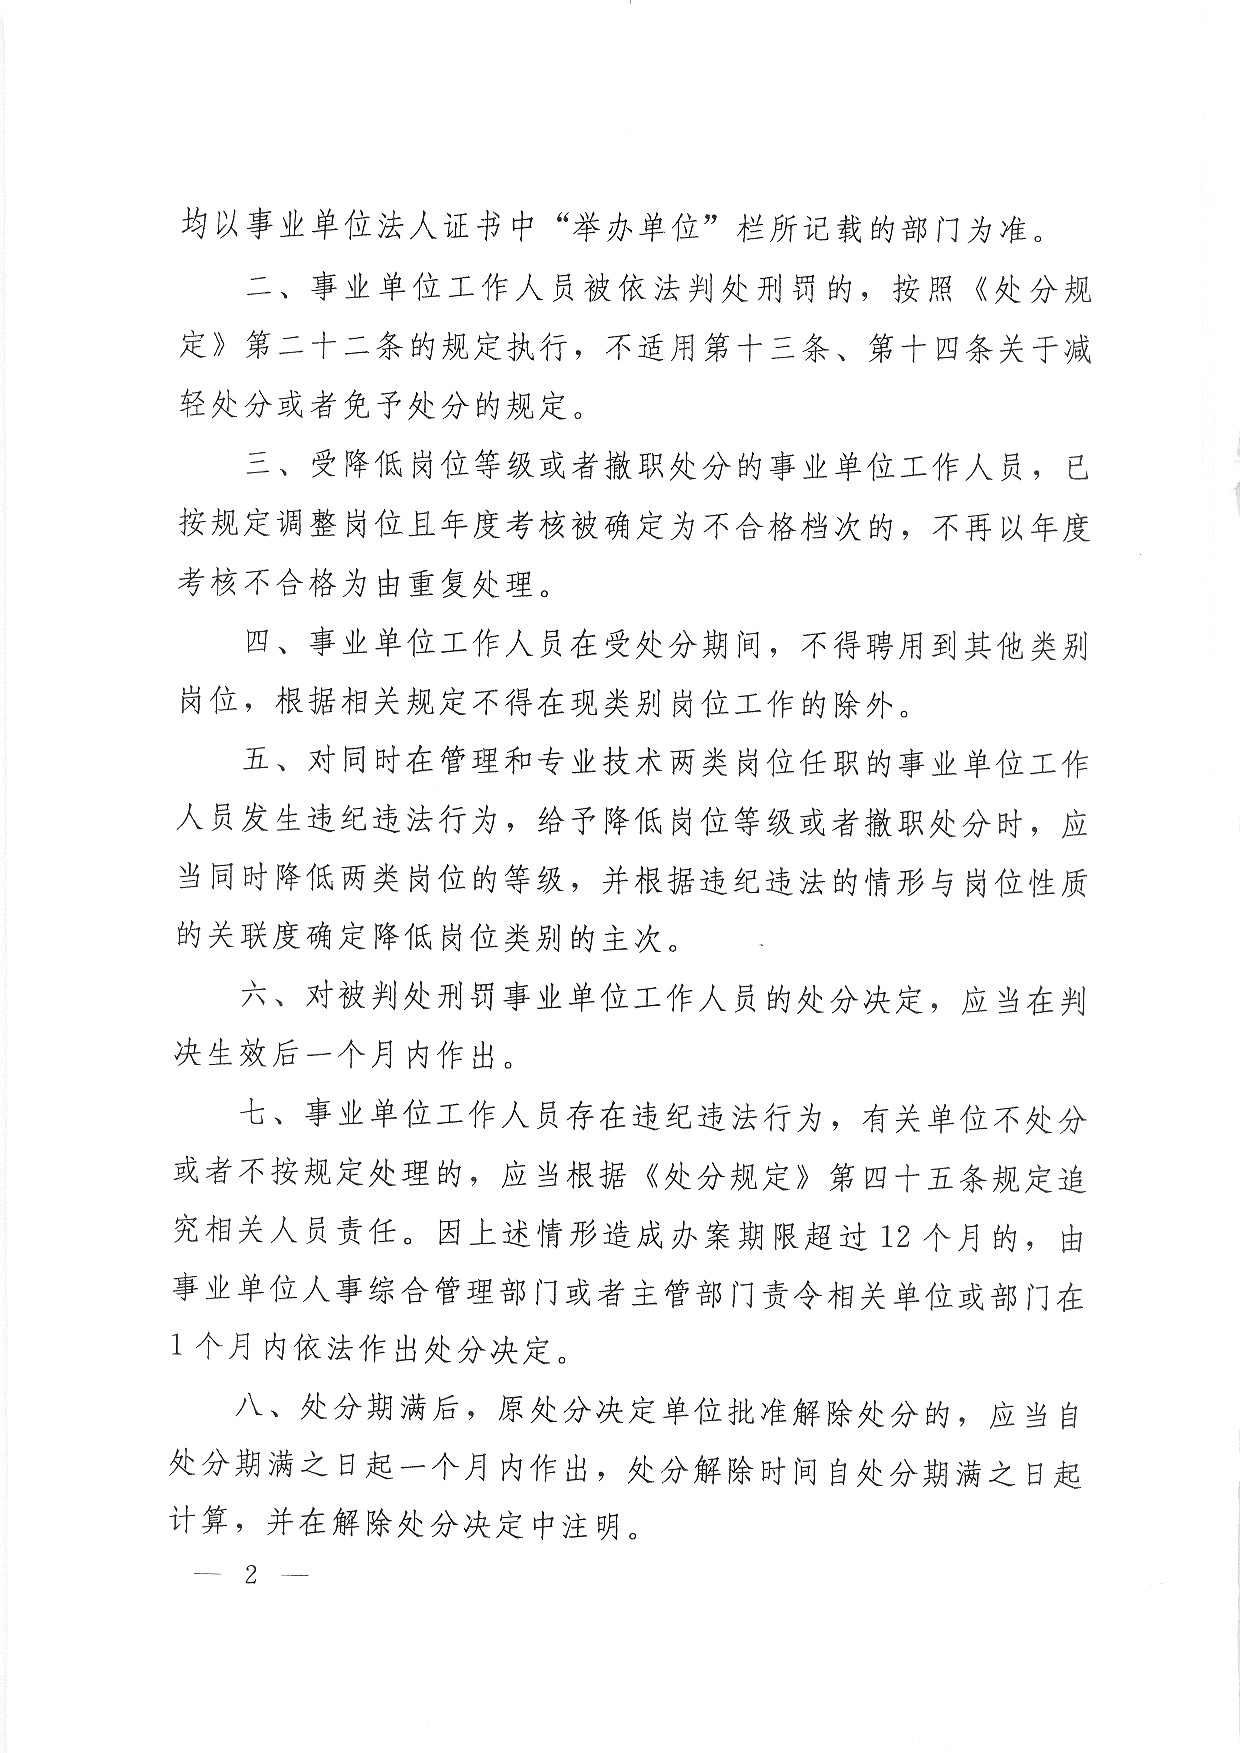 均以事业单位法人证书中“举办单位”栏所记载的部门为准。
二、事业单位工作人员被依法判处刑罚的，按照《处分规
定》第二十二条的规定执行，不适用第十三条、第十四条关于减
轻处分或者免予处分的规定。
三、受降低岗位等级或者撤职处分的事业单位工作人员，已
按规定调整岗位且年度考核被确定为不合格档次的，不再以年度
考核不合格为由重复处理。
四、事业单位工作人员在受处分期间，不得聘用到其他类别
岗位，根据相关规定不得在现类别岗位工作的除外。
五、对同时在管理和专业技术两类岗位任职的事业单位工作
人员发生违纪违法行为，给予降低岗位等级或者撤职处分时，应
当同时降低两类岗位的等级，并根据违纪违法的情形与岗位性质
的关联度确定降低岗位类别的主次。
六、对被判处刑罚事业单位工作人员的处分决定，应当在判
决生效后一个月内作出。
七、事业单位工作人员存在违纪违法行为，有关单位不处分
或者不按规定处理的，应当根据《处分规定》第四十五条规定追
究相关人员责任。因上述情形造成办案期限超过12个月的，由
事业单位人事综合管理部门或者主管部门责令相关单位或部门在
1个月内依法作出处分决定。
八、处分期满后，原处分决定单位批准解除处分的，应当自
处分期满之日起一个月内作出，处分解除时间自处分期满之日起
计算，并在解除处分决定中注明。
— 2 —